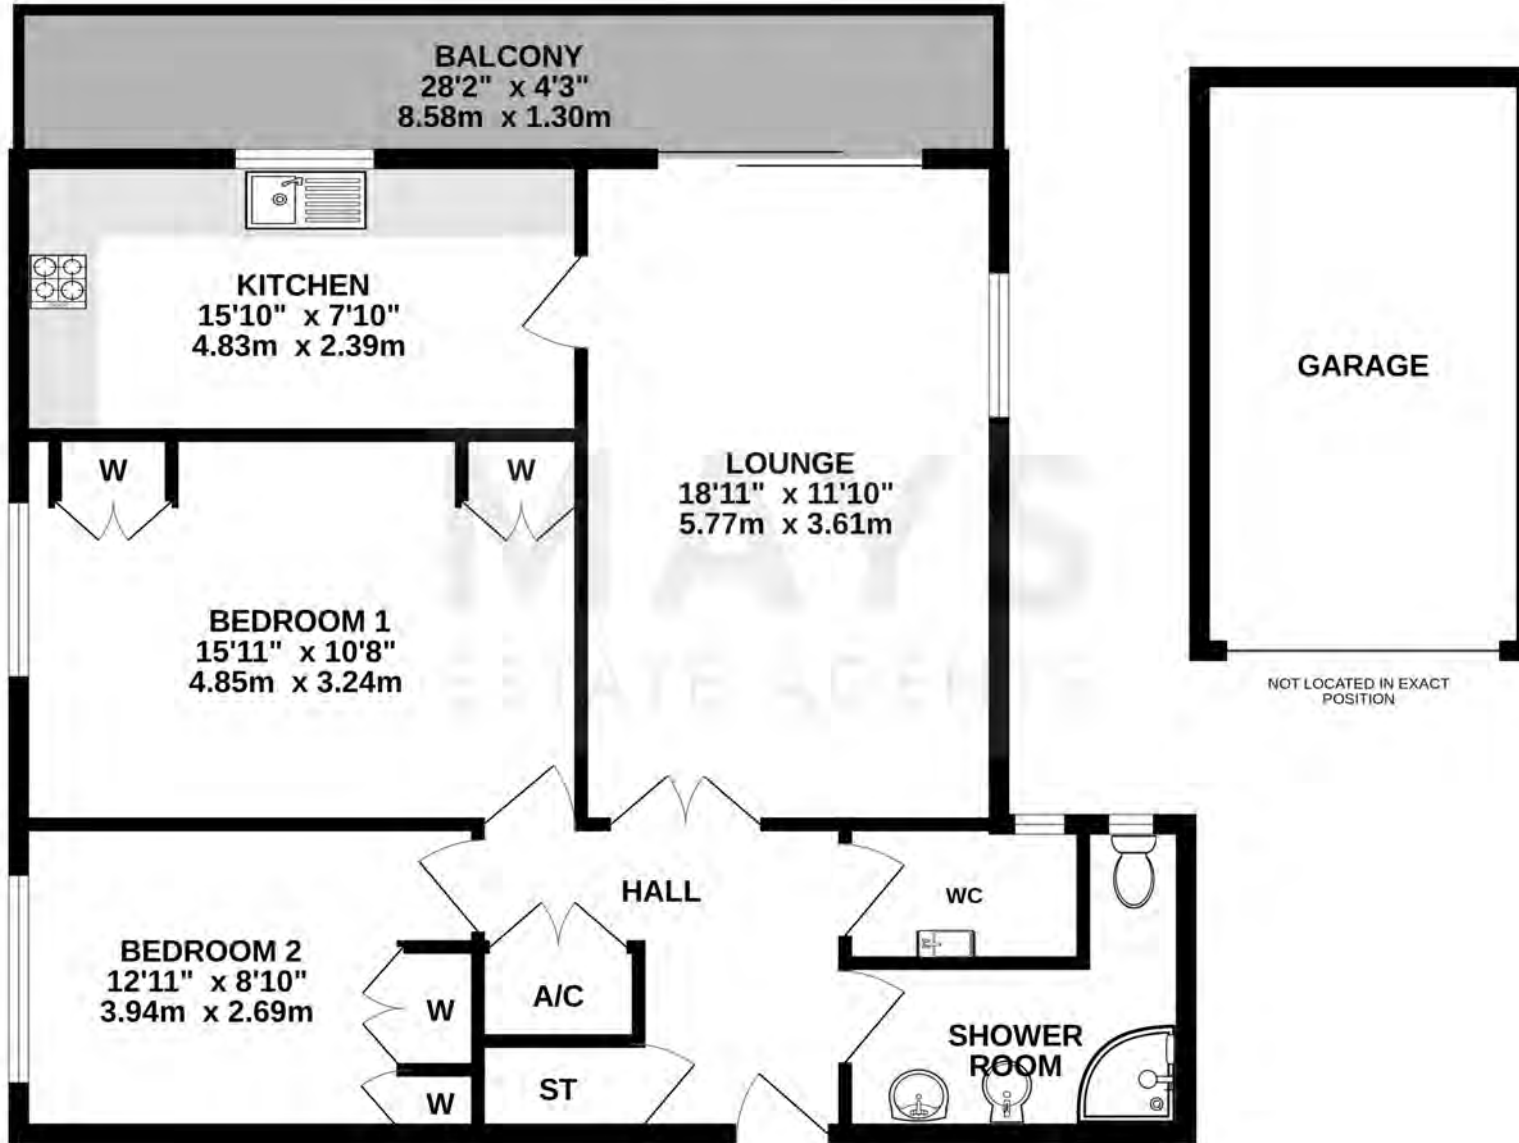 BALCONY
28'2" x 4'3"
8.58m x 1.30m
KITCHEN
15'10" x 7'10"
4.83m x 2.39m
GARAGE
NOT LOCATED IN EXACT
POSITION
W
W
LOUNGE
18'11" x 11'10"
5.77m x 3.61m
MAYS
ESTATE AGENTS
BEDROOM 1
15'11" x 10'8"
4.85m x 3.24m
HALL
WC
BEDROOM 2
12'11" x 8'10"
3.94m x 2.69m
W
A/C
SHOWER
ROOM
W
ST